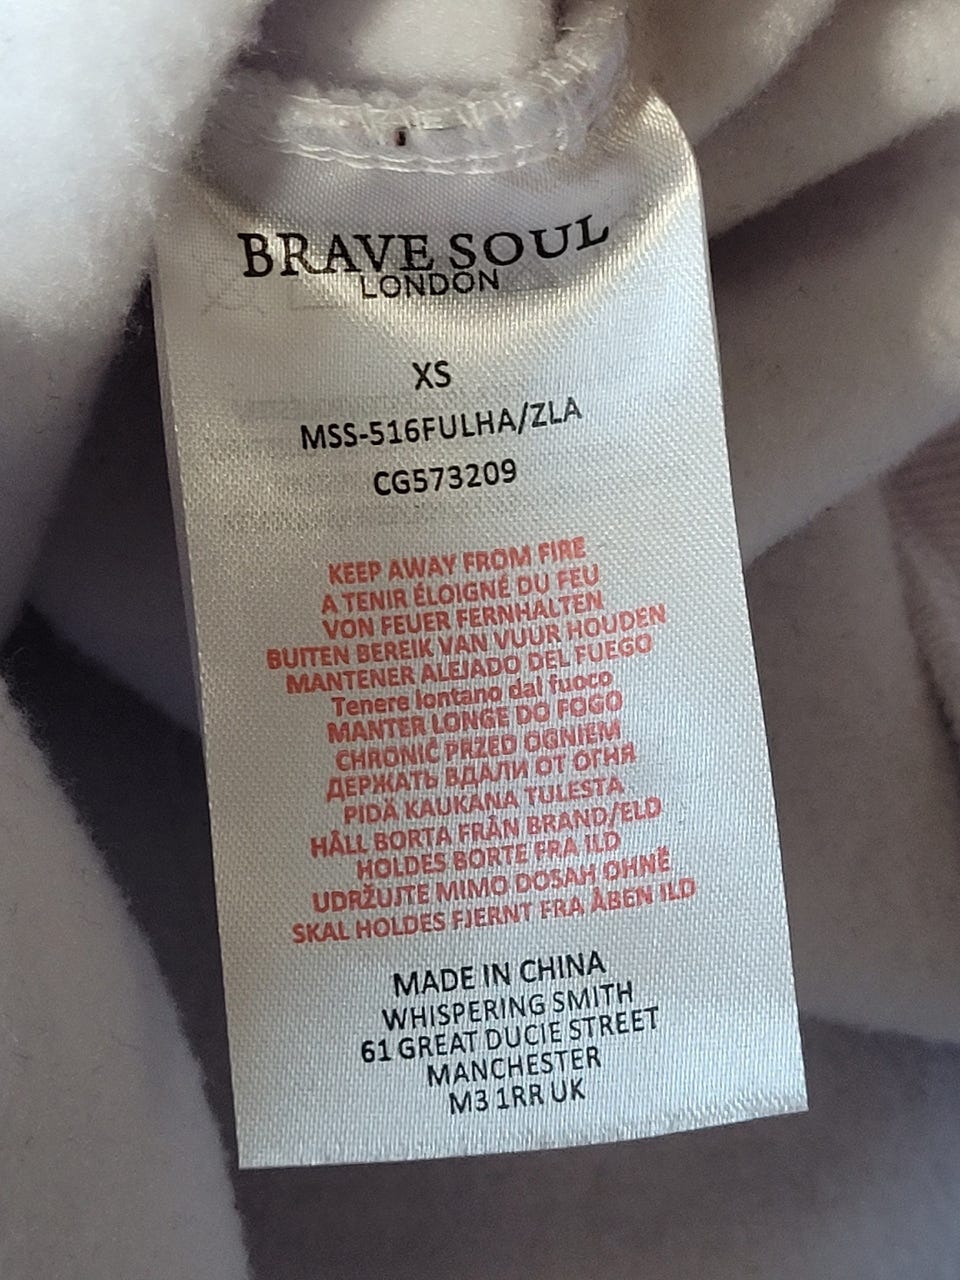 BRAVE SOUL
LONDON
XS
MSS-516FULHA/ZLA
CG573209
KEEP AWAY FROM FIRE
A TENIR ÉLOIGNÉ DU FEU
VON FEUER FERNHALTEN
BUITEN BEREIK VAN VUUR HOUDEN
MANTENER ALEJADO DEL FUEGO
Tenere lontano dal fuoco
MANTER LONGE DO FOGO
CHRONIĆ PRZED OGNIEM
ДЕРЖАТЬ ВДАЛИ ОТ ОГНЯ
PIDÄ KAUKANA TULESTA
HÅLL BORTA FRÅN BRAND/ELD
HOLDES BORTE FRA ILD
UDRŽUJTE MIMO DOSAH OHNĚ
SKAL HOLDES FJERNT FRA ÅBEN ILD
MADE IN CHINA
WHISPERING SMITH
61 GREAT DUCIE STREET
MANCHESTER
M3 1RR UK